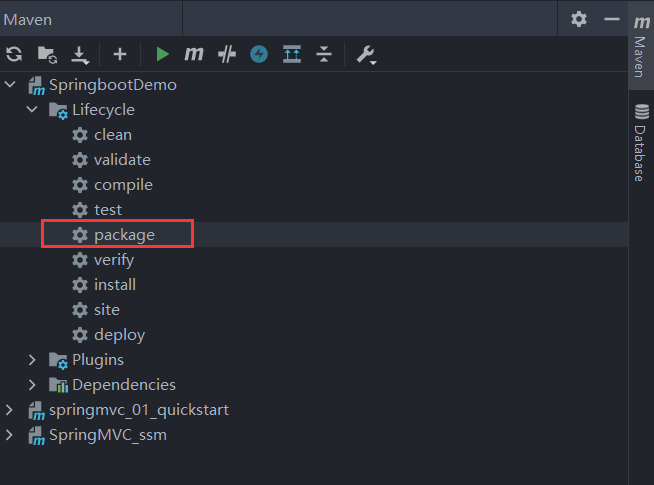 Maven
SpringbootDemo
Lifecycle
clean
validate
compile
test
package
verify
install
site
deploy
Plugins
Dependencies
springmvc_01_quickstart
SpringMVC_ssm
Maven
Database